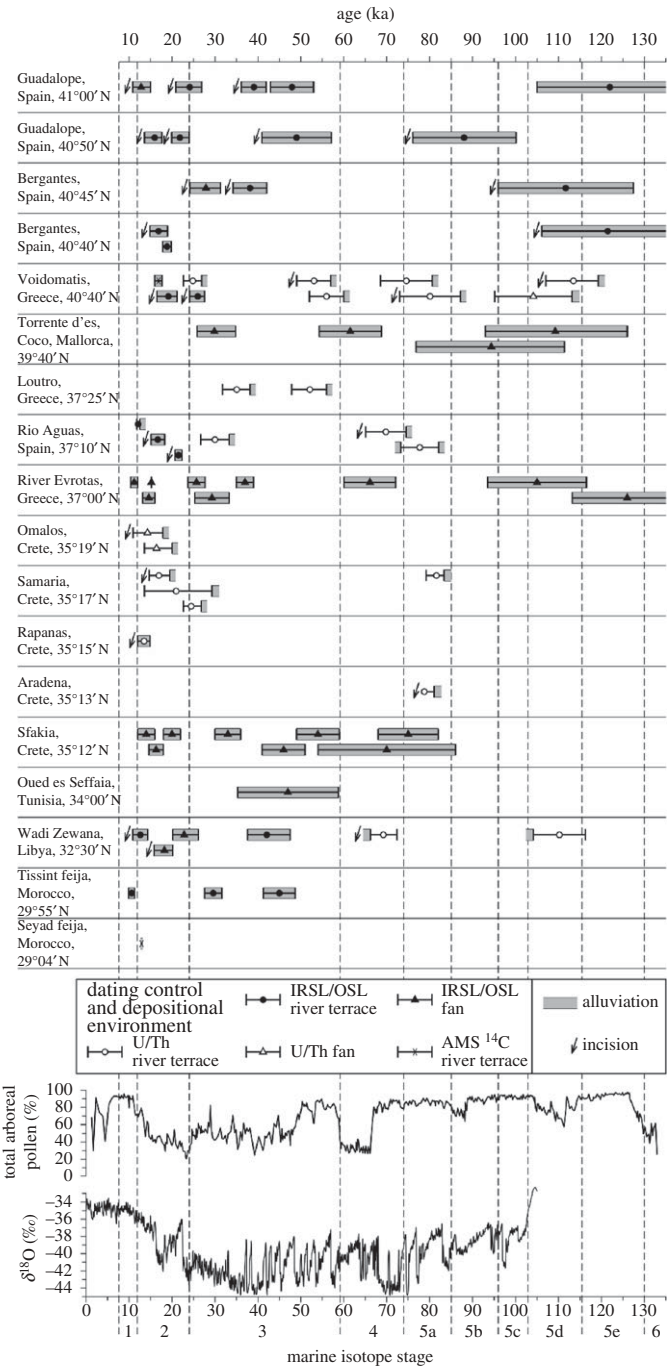 age (ka)
10 20 30 40 50 60 70 80 90 100 110 120 130
Guadalope,
Spain, 41°00′N
Guadalope,
Spain, 40°50′N
Bergantes,
Spain, 40°45′N
Bergantes,
Spain, 40°40′N
Voidomatis,
Greece, 40°40′N
Torrente d'es,
Coco, Mallorca,
39°40′N
Loutro,
Greece, 37°25′N
Rio Aguas,
Spain, 37°10′N
River Evrotas,
Greece, 37°00′N
Omalos,
Crete, 35°19′N
Samaria,
Crete, 35°17′N
Rapanas,
Crete, 35°15′N
Aradena,
Crete, 35°13′N
Sfakia,
Crete, 35°12′N
Oued es Seffaia,
Tunisia, 34°00′N
Wadi Zewana,
Libya, 32°30′N
Tissint feija,
Morocco,
29°55′N
Seyad feija,
Morocco,
29°04′N
dating control
and depositional
environment
IRSL/OSL
river terrace
IRSL/OSL
fan
U/Th
river terrace
U/Th fan
AMS ¹⁴C
river terrace
alluviation
incision
total arboreal
pollen (%)
100
80
60
40
20
0
δ¹⁸O (‰)
–34
–36
–38
–40
–42
–44
0 10 20 30 40 50 60 70 80 90 100 110 120 130
1 2 3 4 5a 5b 5c 5d 5e 6
marine isotope stage